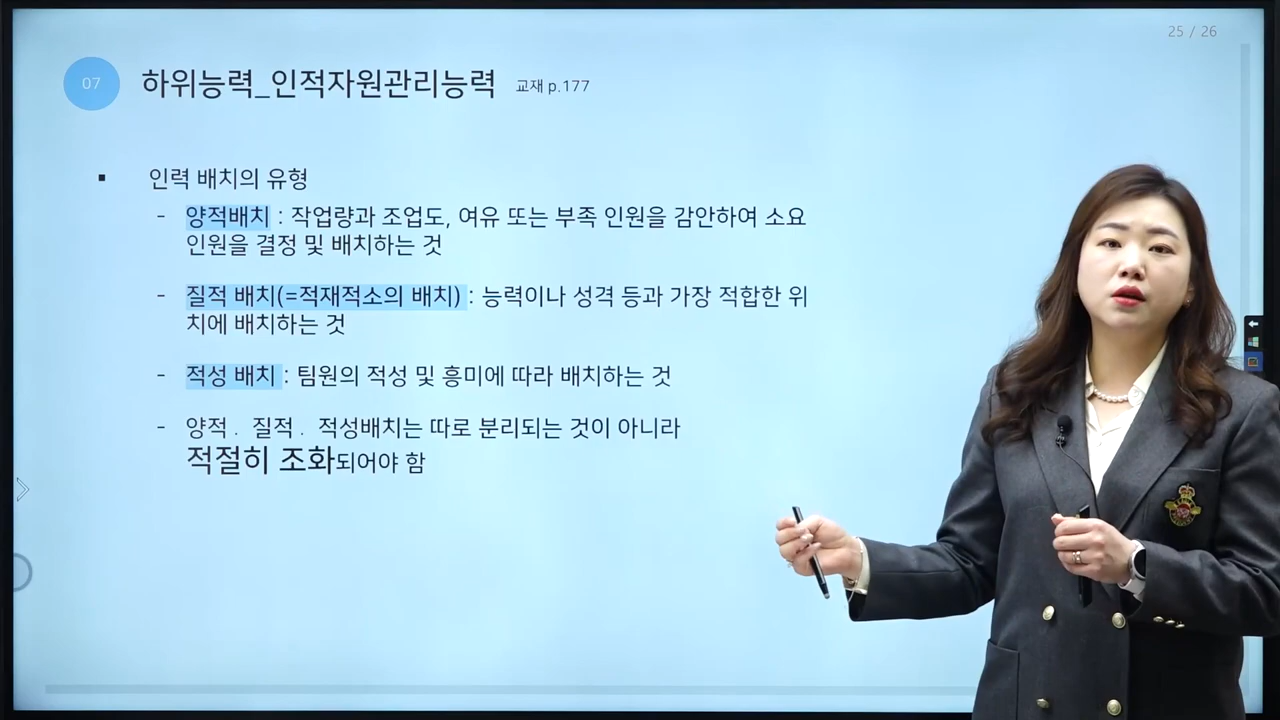 25 / 26
07
하위능력_인적자원관리능력 교재 p.177
▪ 인력 배치의 유형
- 양적배치 : 작업량과 조업도, 여유 또는 부족 인원을 감안하여 소요
인원을 결정 및 배치하는 것
- 질적 배치(=적재적소의 배치) : 능력이나 성격 등과 가장 적합한 위
치에 배치하는 것
- 적성 배치 : 팀원의 적성 및 흥미에 따라 배치하는 것
- 양적 . 질적 . 적성배치는 따로 분리되는 것이 아니라
적절히 조화되어야 함